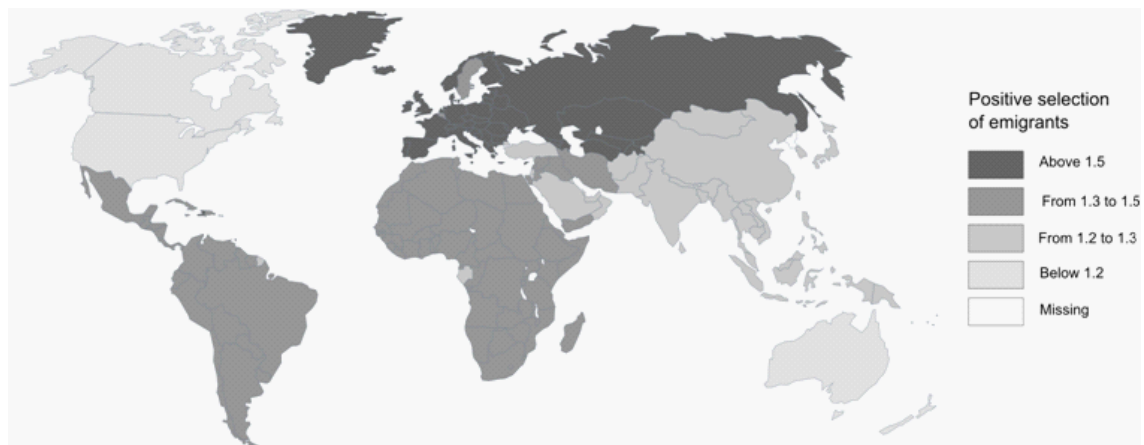 Positive selection
of emigrants
Above 1.5
From 1.3 to 1.5
From 1.2 to 1.3
Below 1.2
Missing